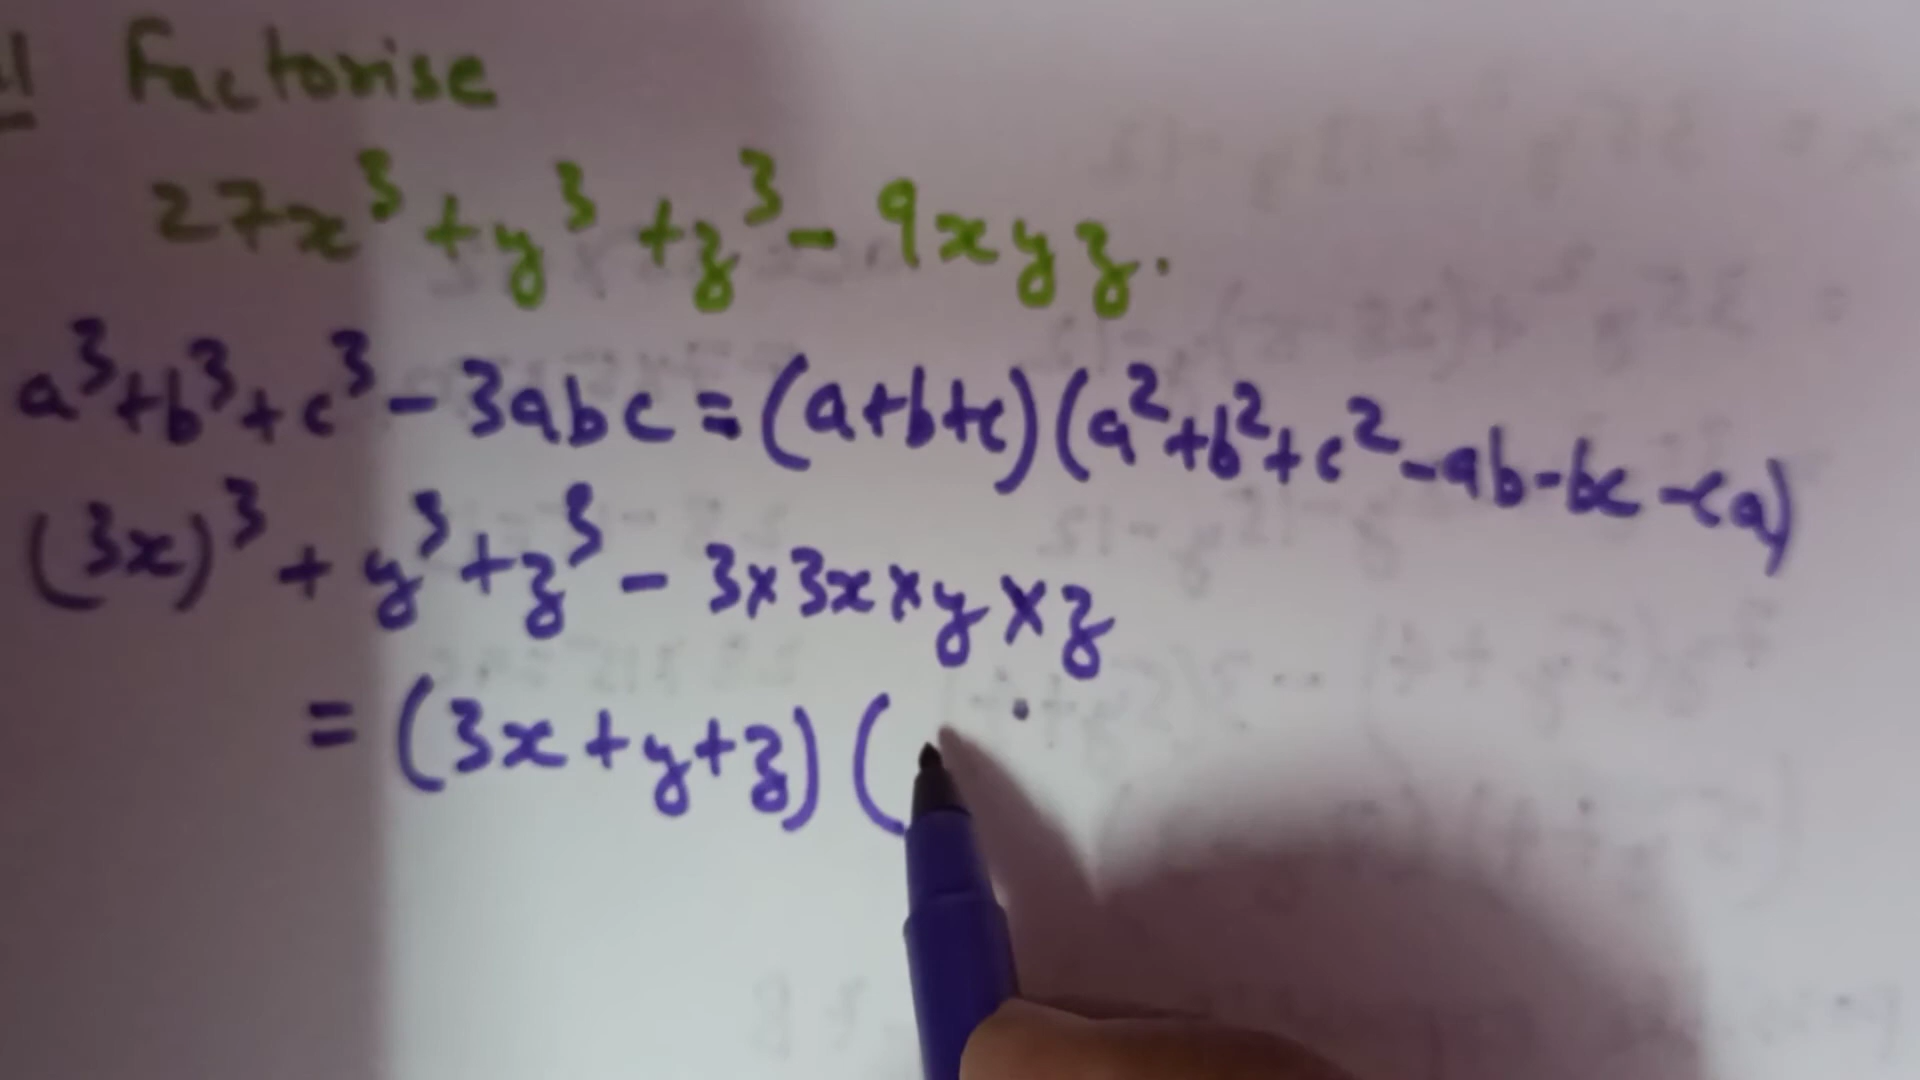 Factorise
27x³ + y³ + z³ - 9xyz.
a³+b³+c³ - 3abc = (a+b+c)(a²+b²+c²-ab-bc-ca)
(3x)³ + y³ + z³ - 3×3x×y×z
= (3x+y+z)(